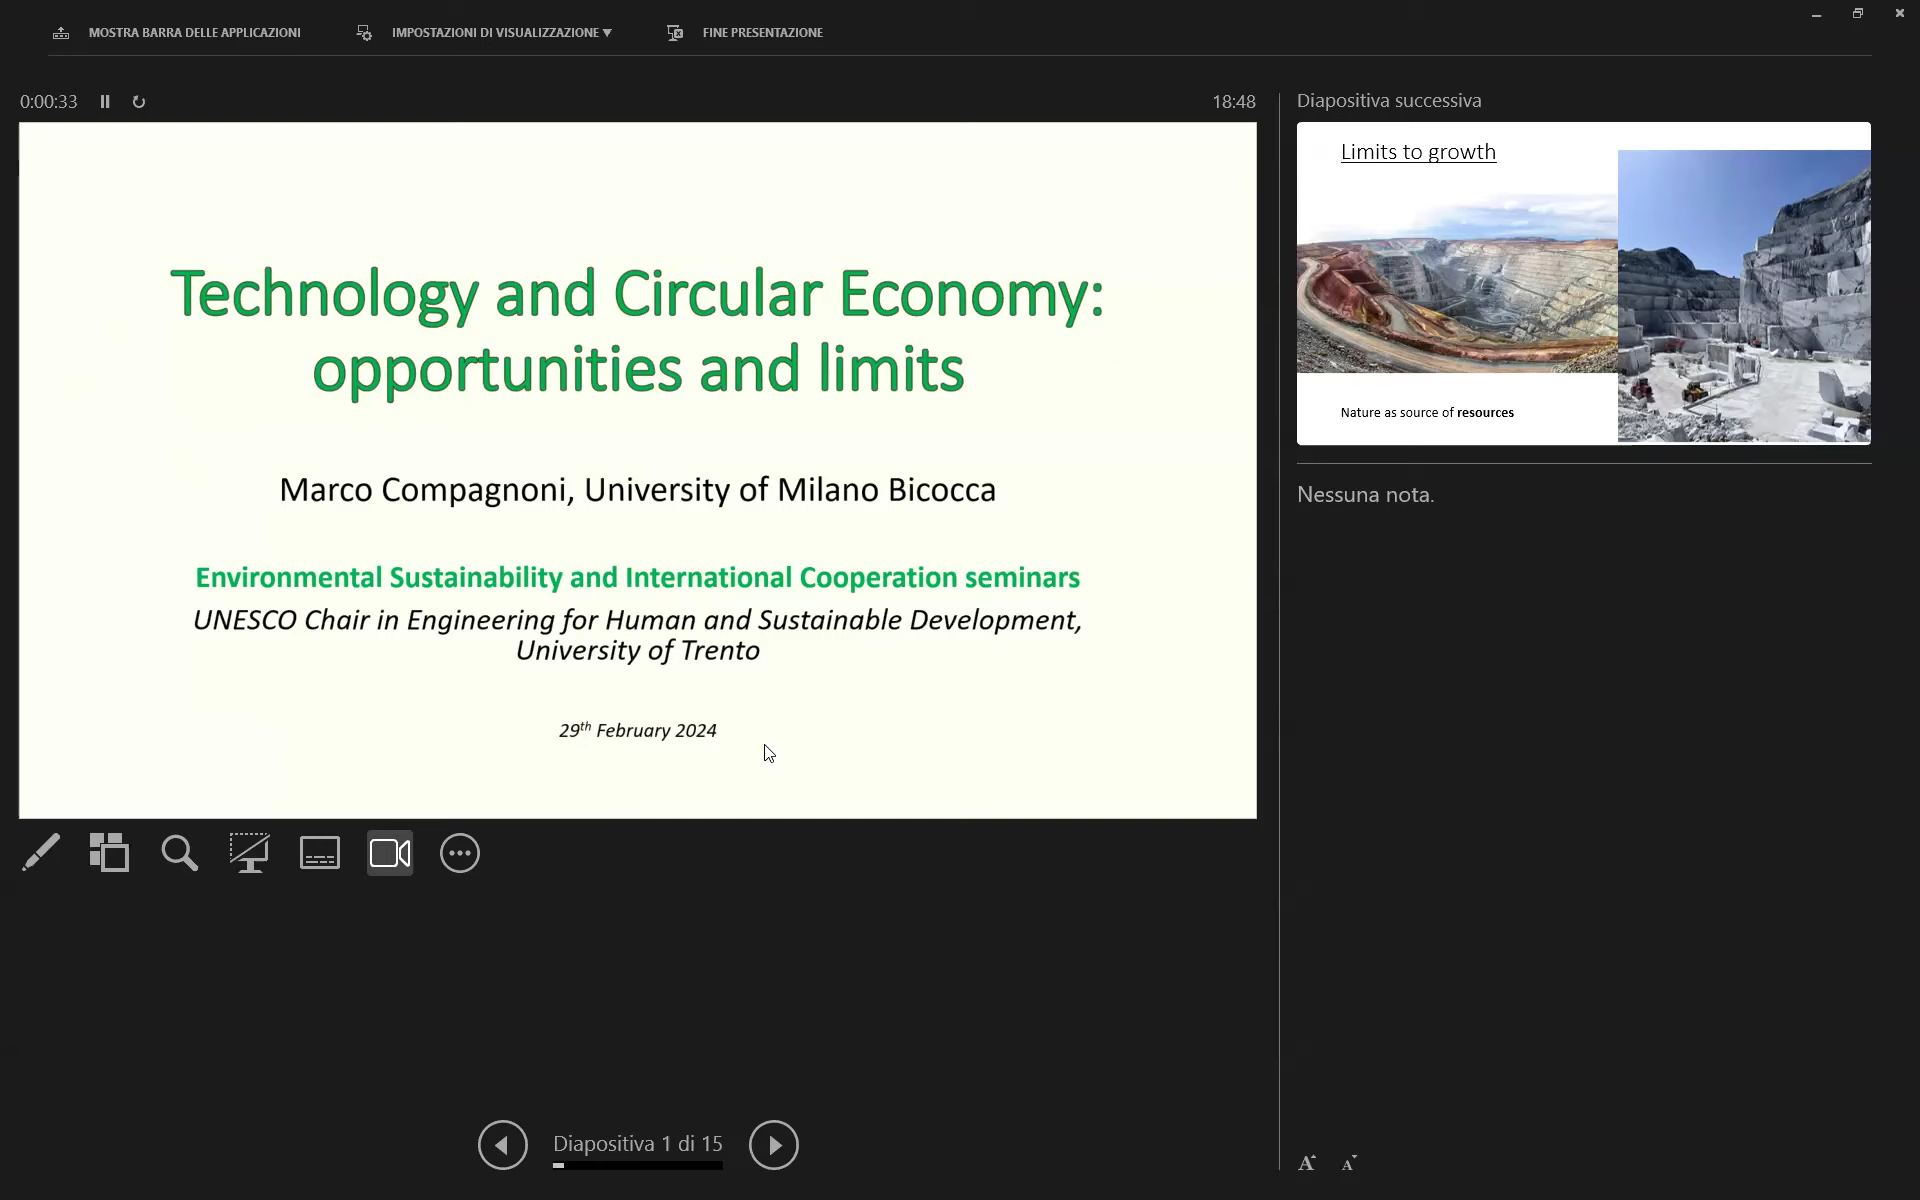 MOSTRA BARRA DELLE APPLICAZIONI
IMPOSTAZIONI DI VISUALIZZAZIONE ▼
FINE PRESENTAZIONE
0:00:33
18:48
Technology and Circular Economy:
opportunities and limits
Marco Compagnoni, University of Milano Bicocca
Environmental Sustainability and International Cooperation seminars
UNESCO Chair in Engineering for Human and Sustainable Development,
University of Trento
29th February 2024
Diapositiva 1 di 15
Diapositiva successiva
Limits to growth
Nature as source of resources
Nessuna nota.
A A